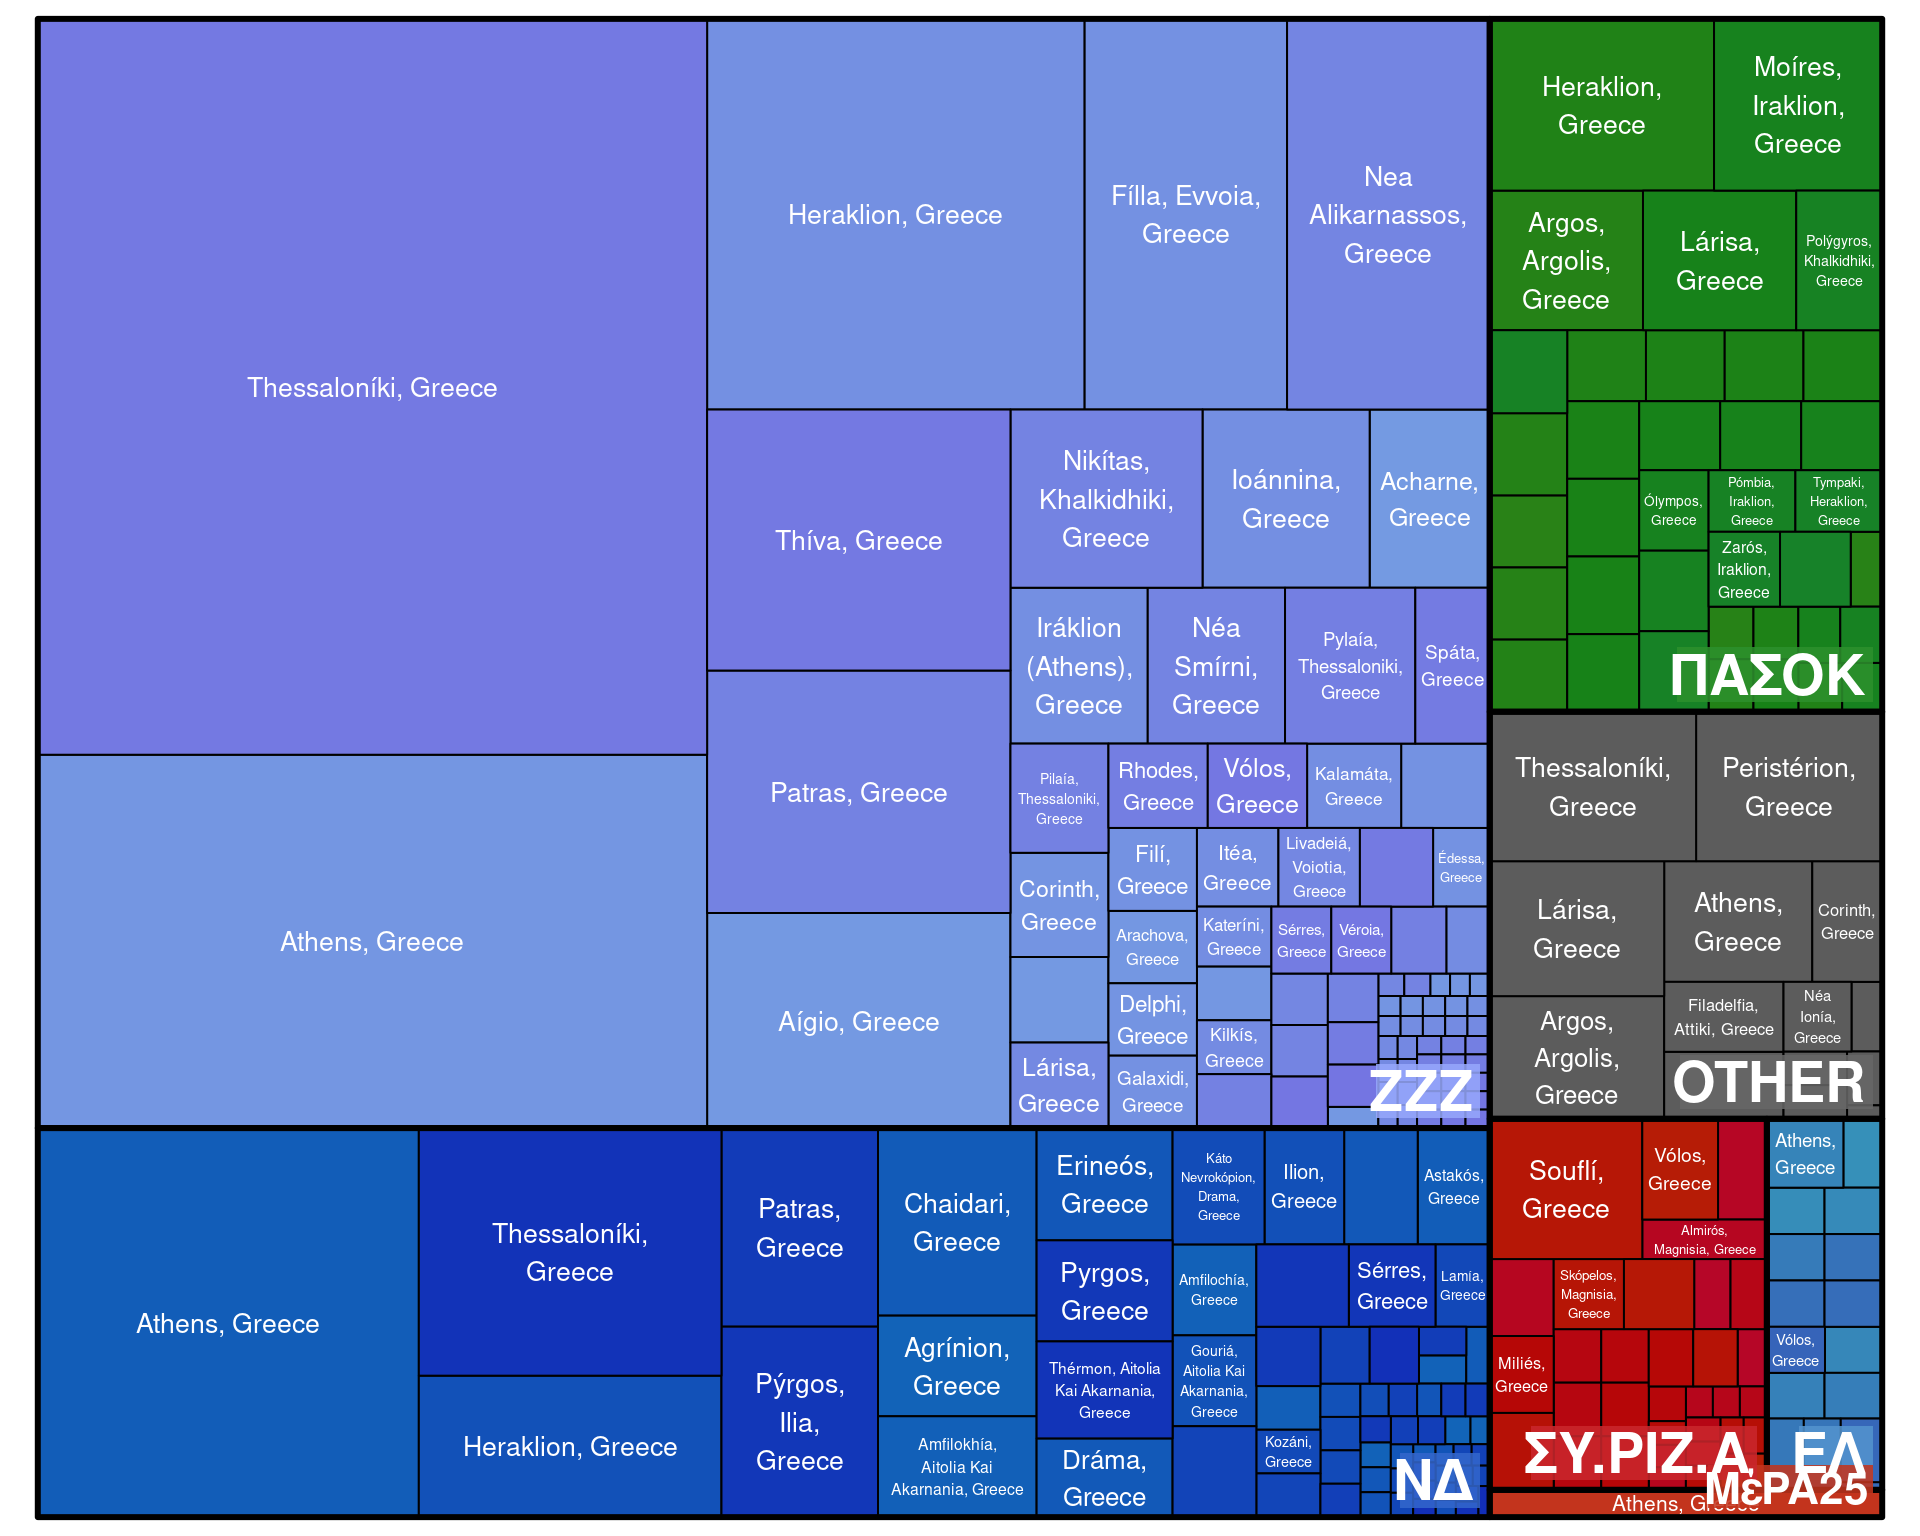 Thessaloníki, Greece
Athens, Greece
Heraklion, Greece
Fílla, Evvoia,
Greece
Nea
Alikarnassos,
Greece
Thíva, Greece
Patras, Greece
Aígio, Greece
Nikítas,
Khalkidhiki,
Greece
Ioánnina,
Greece
Acharne,
Greece
Iráklion
(Athens),
Greece
Néa
Smírni,
Greece
Pylaía,
Thessaloniki,
Greece
Spáta,
Greece
Pilaía,
Thessaloniki,
Greece
Rhodes,
Greece
Vólos,
Greece
Kalamáta,
Greece
Corinth,
Greece
Filí,
Greece
Itéa,
Greece
Livadeiá,
Voiotia,
Greece
Édessa,
Greece
Arachova,
Greece
Kateríni,
Greece
Sérres,
Greece
Véroia,
Greece
Delphi,
Greece
Kilkís,
Greece
Lárisa,
Greece
Galaxidi,
Greece
ZZZ
Athens, Greece
Thessaloníki,
Greece
Heraklion, Greece
Patras,
Greece
Pýrgos,
Ilia,
Greece
Chaidari,
Greece
Agrínion,
Greece
Amfilokhía,
Aitolia Kai
Akarnania, Greece
Erineós,
Greece
Pyrgos,
Greece
Thérmon, Aitolia
Kai Akarnania,
Greece
Dráma,
Greece
Káto
Nevrokópion,
Drama,
Greece
Ilion,
Greece
Astakós,
Greece
Amfilochía,
Greece
Sérres,
Greece
Lamía,
Greece
Gouriá,
Aitolia Kai
Akarnania,
Greece
Kozáni,
Greece
ΝΔ
Heraklion,
Greece
Moíres,
Iraklion,
Greece
Argos,
Argolis,
Greece
Lárisa,
Greece
Polýgyros,
Khalkidhiki,
Greece
Ólympos,
Greece
Pómbia,
Iraklion,
Greece
Tympaki,
Heraklion,
Greece
Zarós,
Iraklion,
Greece
ΠΑΣΟΚ
Thessaloníki,
Greece
Peristérion,
Greece
Lárisa,
Greece
Athens,
Greece
Corinth,
Greece
Argos,
Argolis,
Greece
Filadelfia,
Attiki, Greece
Néa
Ionía,
Greece
OTHER
Souflí,
Greece
Vólos,
Greece
Almirós,
Magnisia, Greece
Skópelos,
Magnisia,
Greece
Miliés,
Greece
ΣΥ.ΡΙΖ.Α.
Athens,
Greece
Vólos,
Greece
ΕΛ
Athens, Greece
ΜέΡΑ25